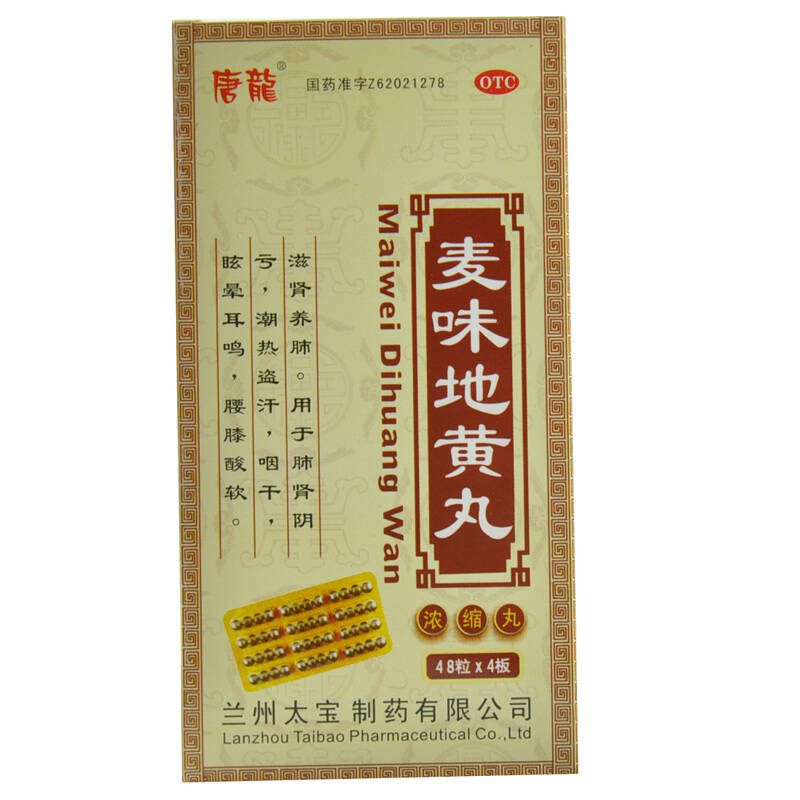 唐龍®
国药准字Z62021278
OTC
麦味地黄丸
Maiwei Dihuang Wan
滋肾养肺。用于肺肾阴
亏，潮热盗汗，咽干，
眩晕耳鸣，腰膝酸软。
浓缩丸
48粒x4板
兰州太宝制药有限公司
Lanzhou Taibao Pharmaceutical Co.,Ltd